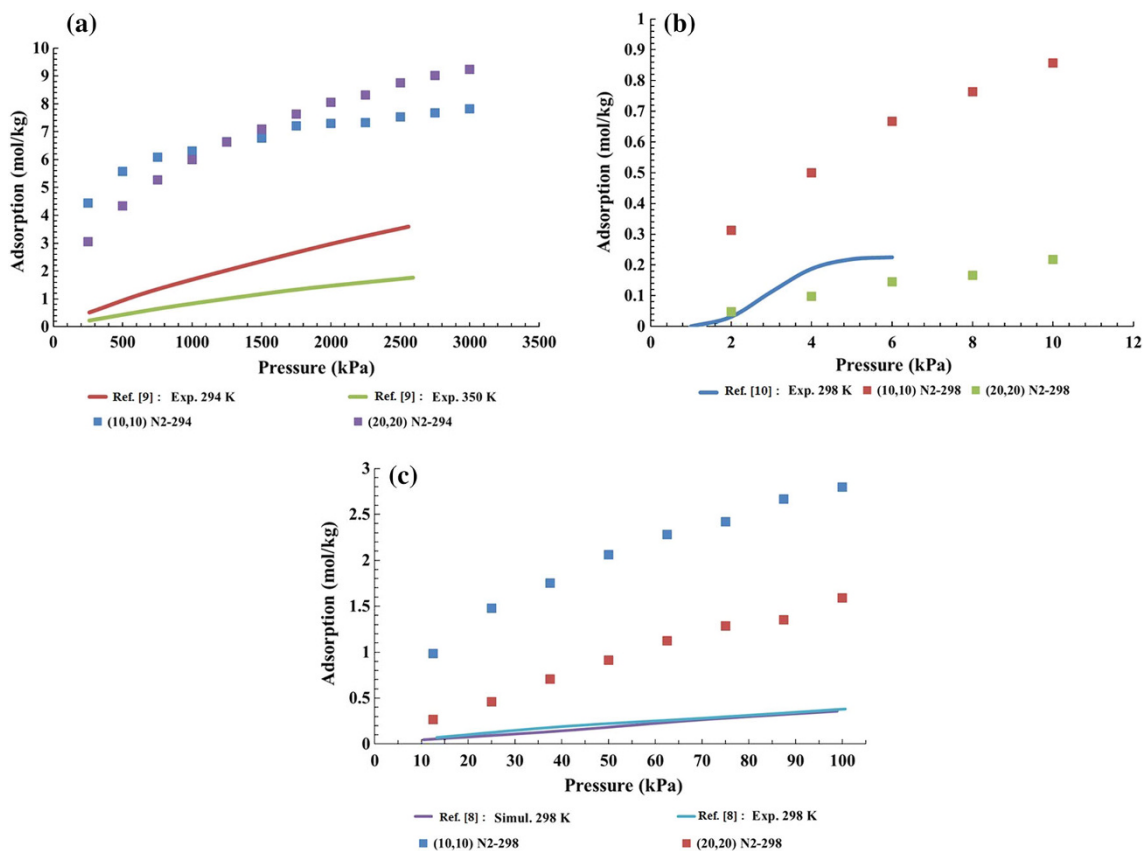 (a)
10
9
8
7
6
5
4
3
2
1
0
Adsorption (mol/kg)
0 500 1000 1500 2000 2500 3000 3500
Pressure (kPa)
Ref. [9] : Exp. 294 K Ref. [9] : Exp. 350 K
(10,10) N2-294 (20,20) N2-294
(b)
1
0.9
0.8
0.7
0.6
0.5
0.4
0.3
0.2
0.1
0
Adsorption (mol/kg)
0 2 4 6 8 10 12
Pressure (kPa)
Ref. [10] : Exp. 298 K (10,10) N2-298 (20,20) N2-298
(c)
3
2.5
2
1.5
1
0.5
0
Adsorption (mol/kg)
0 10 20 30 40 50 60 70 80 90 100
Pressure (kPa)
Ref. [8] : Simul. 298 K Ref. [8] : Exp. 298 K
(10,10) N2-298 (20,20) N2-298